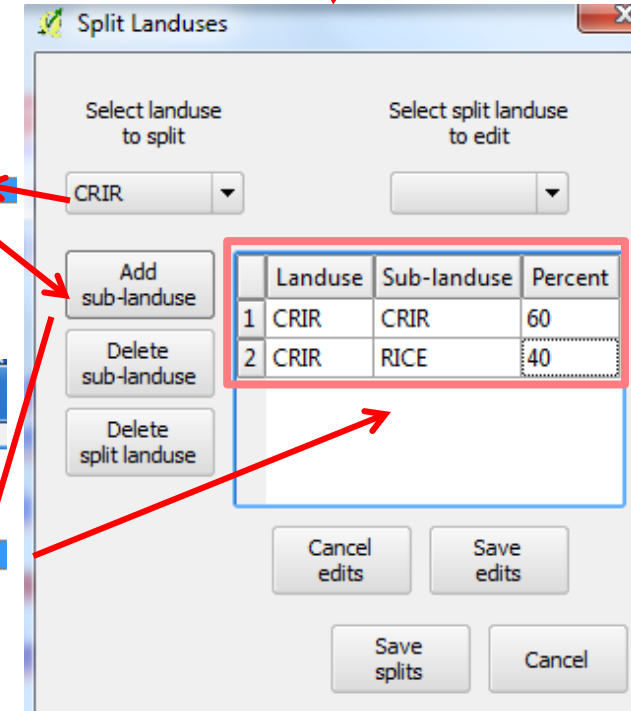 Split Landuses
Select landuse
to split
Select split landuse
to edit
CRIR
Add
sub-landuse
Delete
sub-landuse
Delete
split landuse
Landuse Sub-landuse Percent
1 CRIR CRIR 60
2 CRIR RICE 40
Cancel
edits
Save
edits
Save
splits
Cancel